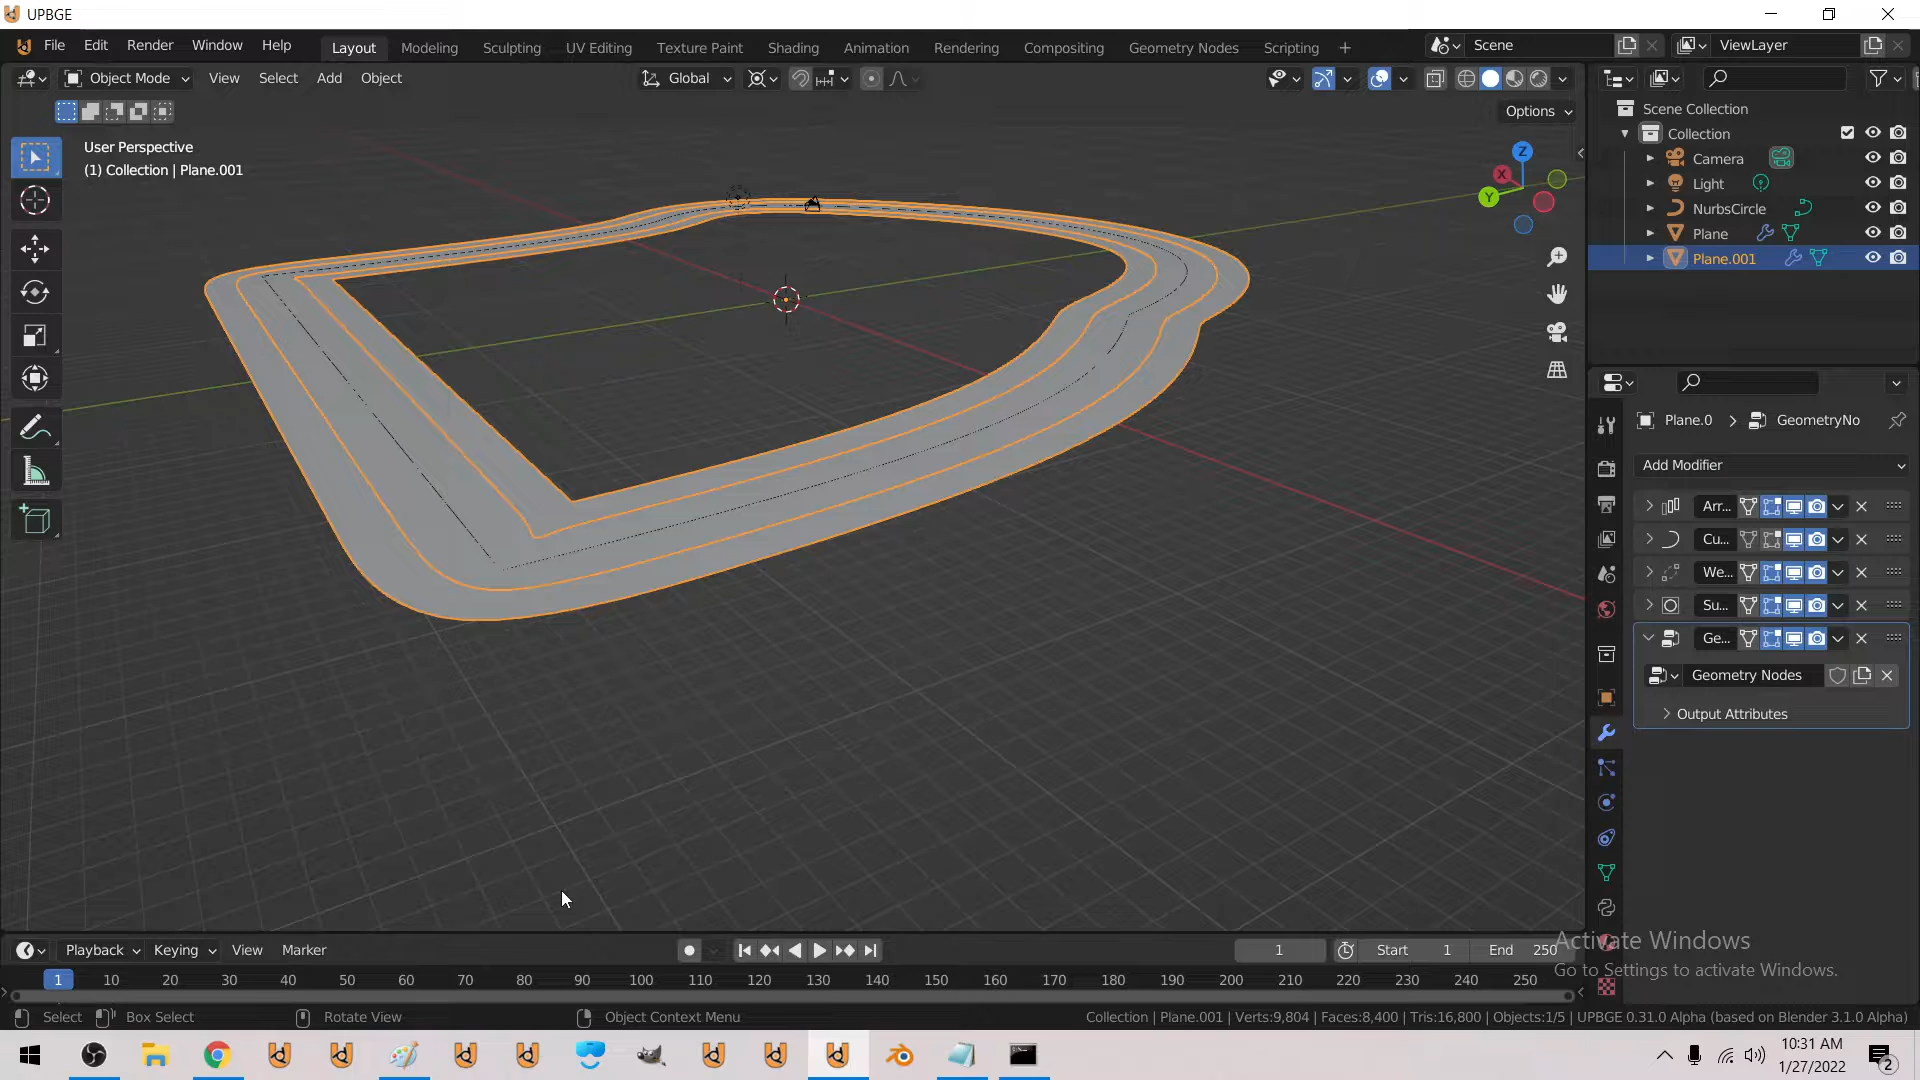 UPBGE
File Edit Render Window Help Layout Modeling Sculpting UV Editing Texture Paint Shading Animation Rendering Compositing Geometry Nodes Scripting + Scene ViewLayer
Object Mode View Select Add Object Global
Options
User Perspective
(1) Collection | Plane.001
Z
X
Y
Scene Collection
Collection
Camera
Light
NurbsCircle
Plane
Plane.001
Plane.0 > GeometryNo
Add Modifier
Arr...
Cu...
We...
Su...
Ge...
Geometry Nodes
Output Attributes
Playback Keying View Marker 1 Start 1 End 250
1 10 20 30 40 50 60 70 80 90 100 110 120 130 140 150 160 170 180 190 200 210 220 230 240 250
Activate Windows
Go to Settings to activate Windows.
Select Box Select Rotate View Object Context Menu Collection | Plane.001 | Verts:9,804 | Faces:8,400 | Tris:16,800 | Objects:1/5 | UPBGE 0.31.0 Alpha (based on Blender 3.1.0 Alpha)
10:31 AM
1/27/2022
2